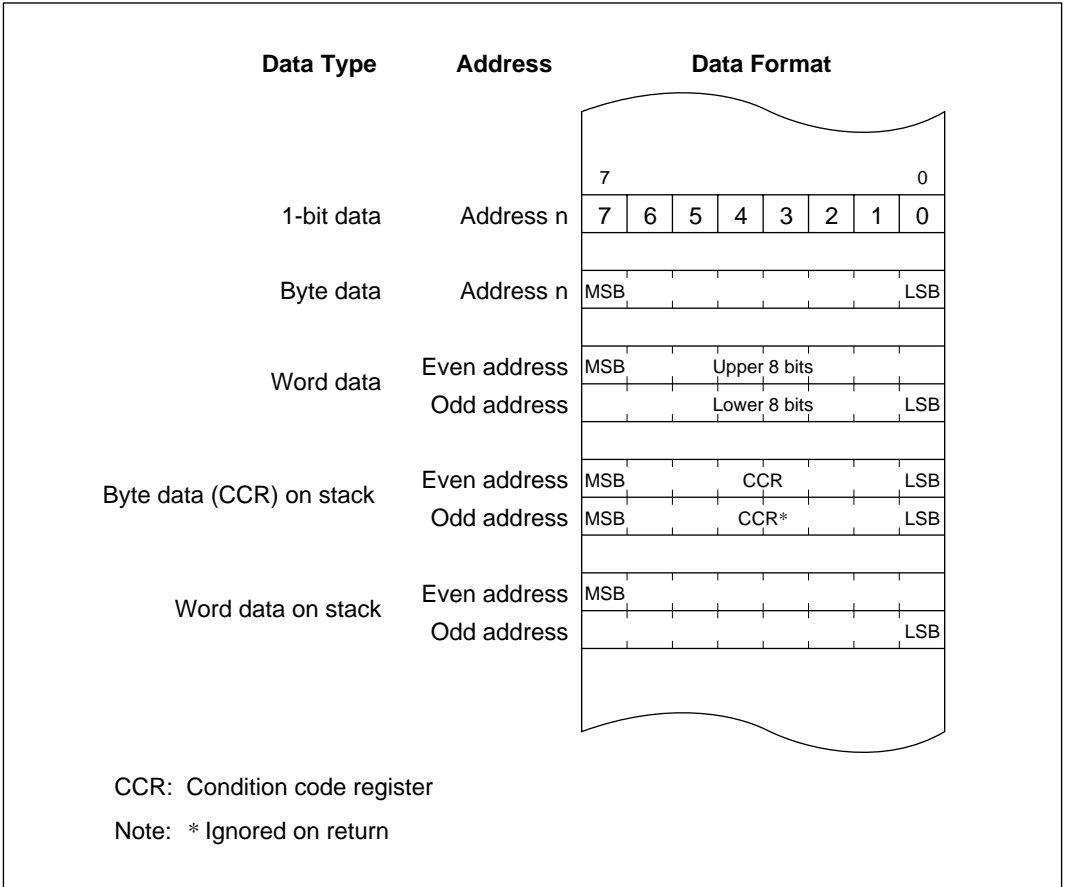 Data Type Address Data Format
7 0
1-bit data Address n 7 6 5 4 3 2 1 0
Byte data Address n MSB LSB
Word data
Even address MSB Upper 8 bits
Odd address Lower 8 bits LSB
Byte data (CCR) on stack
Even address MSB CCR LSB
Odd address MSB CCR* LSB
Word data on stack
Even address MSB
Odd address LSB
CCR: Condition code register
Note: * Ignored on return